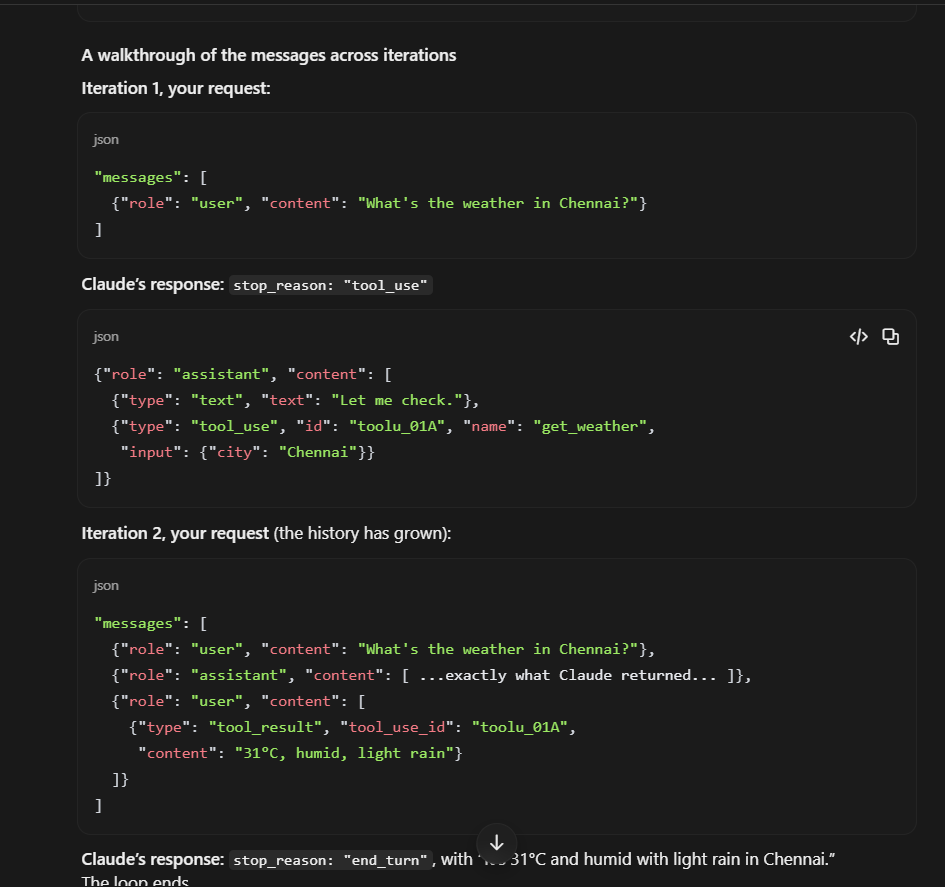 A walkthrough of the messages across iterations
Iteration 1, your request:
json
"messages": [
  {"role": "user", "content": "What's the weather in Chennai?"}
]
Claude's response: stop_reason: "tool_use"
json
{"role": "assistant", "content": [
  {"type": "text", "text": "Let me check."},
  {"type": "tool_use", "id": "toolu_01A", "name": "get_weather",
   "input": {"city": "Chennai"}}
]}
Iteration 2, your request (the history has grown):
json
"messages": [
  {"role": "user", "content": "What's the weather in Chennai?"},
  {"role": "assistant", "content": [ ...exactly what Claude returned... ]},
  {"role": "user", "content": [
    {"type": "tool_result", "tool_use_id": "toolu_01A",
     "content": "31°C, humid, light rain"}
  ]}
]
Claude's response: stop_reason: "end_turn", with 31°C and humid with light rain in Chennai."
The loop ends